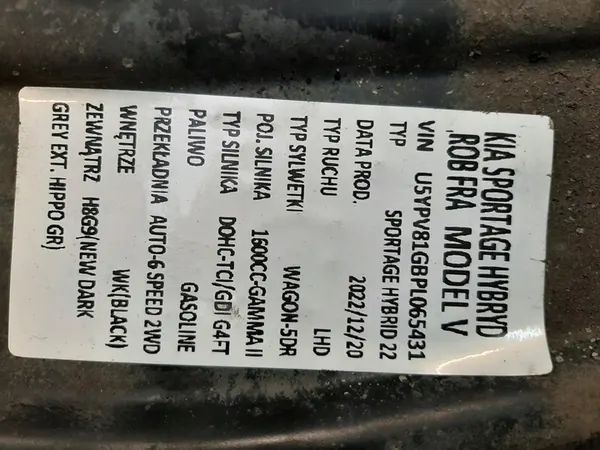 KIA SPORTAGE HYBRYD
ROB FRA MODEL V
VIN U5YPV81GBPL065431
TYP SPORTAGE HYBRID 22
DATA PROD. 2022/12/20
TYP RUCHU LHD
TYP SYLWETKI WAGON-5DR
POJ. SILNIKA 1600CC-GAMMA II
TYP SILNIKA DOHC-TCI/GDI G4FT
PALIWO GASOLINE
PRZEKŁADNIA AUTO-6 SPEED 2WD
WNĘTRZE WK(BLACK)
ZEWNĄTRZ H8G9(NEW DARK
GREY EXT. HIPPO GR)